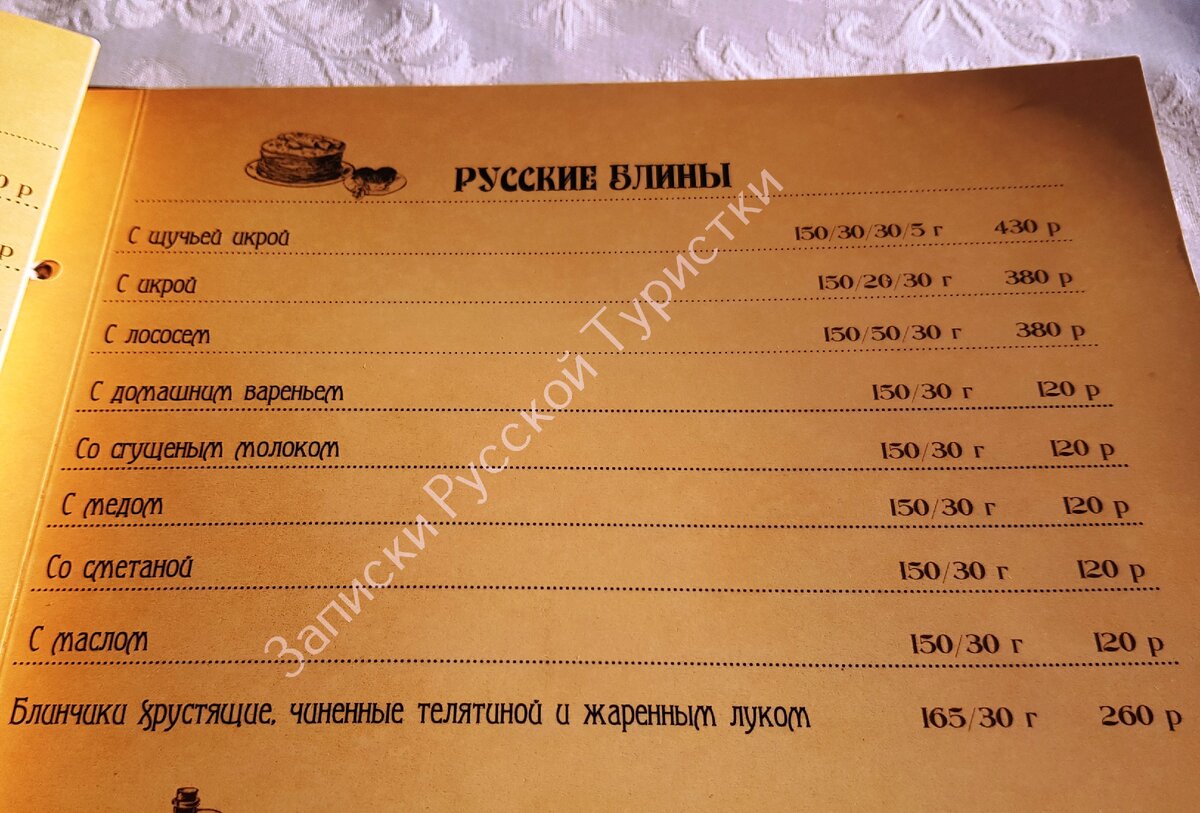 РУССКИЕ БЛИНЫ
С щучьей икрой 150/30/30/5 г 430 р
С икрой 150/20/30 г 380 р
С лососем 150/50/30 г 380 р
С домашним вареньем 150/30 г 120 р
Со сгущеным молоком 150/30 г 120 р
С медом 150/30 г 120 р
Со сметаной 150/30 г 120 р
С маслом 150/30 г 120 р
Блинчики хрустящие, чиненные телятиной и жаренным луком 165/30 г 260 р
Записки Русской Туристки